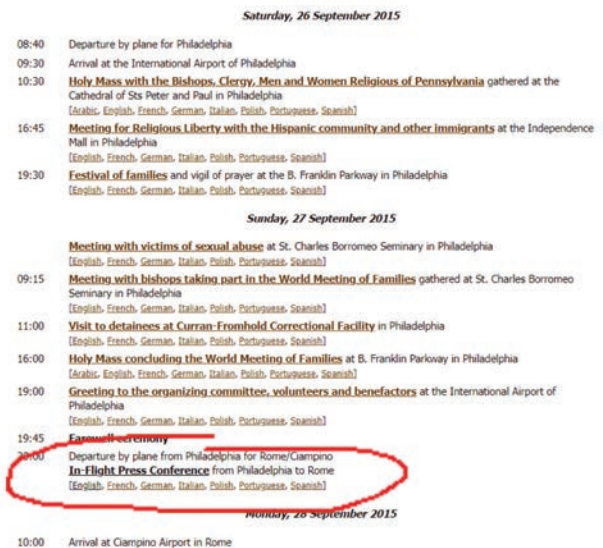 Saturday, 26 September 2015
08:40 Departure by plane for Philadelphia
09:30 Arrival at the International Airport of Philadelphia
10:30 Holy Mass with the Bishops, Clergy, Men and Women Religious of Pennsylvania gathered at the
Cathedral of Sts Peter and Paul in Philadelphia
[Arabic, English, French, German, Italian, Polish, Portuguese, Spanish]
16:45 Meeting for Religious Liberty with the Hispanic community and other immigrants at the Independence
Mall in Philadelphia
[English, French, German, Italian, Polish, Portuguese, Spanish]
19:30 Festival of families and vigil of prayer at the B. Franklin Parkway in Philadelphia
[English, French, German, Italian, Polish, Portuguese, Spanish]
Sunday, 27 September 2015
Meeting with victims of sexual abuse at St. Charles Borromeo Seminary in Philadelphia
[English, French, German, Italian, Polish, Portuguese, Spanish]
09:15 Meeting with bishops taking part in the World Meeting of Families gathered at St. Charles Borromeo
Seminary in Philadelphia
[English, French, German, Italian, Polish, Portuguese, Spanish]
11:00 Visit to detainees at Curran-Fromhold Correctional Facility in Philadelphia
[English, French, German, Italian, Polish, Portuguese, Spanish]
16:00 Holy Mass concluding the World Meeting of Families at B. Franklin Parkway in Philadelphia
[Arabic, English, French, German, Italian, Polish, Portuguese, Spanish]
19:00 Greeting to the organizing committee, volunteers and benefactors at the International Airport of
Philadelphia
[English, French, German, Italian, Polish, Portuguese, Spanish]
19:45 Farewell ceremony
20:00 Departure by plane from Philadelphia for Rome/Ciampino
In-Flight Press Conference from Philadelphia to Rome
[English, French, German, Italian, Polish, Portuguese, Spanish]
Monday, 28 September 2015
10:00 Arrival at Ciampino Airport in Rome